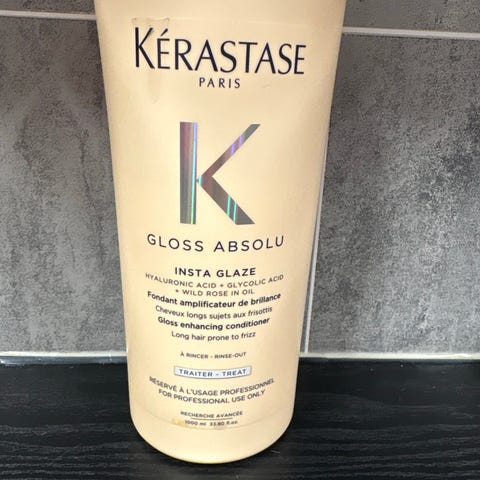 KÉRASTASE
PARIS
K
GLOSS ABSOLU
INSTA GLAZE
HYALURONIC ACID + GLYCOLIC ACID
+ WILD ROSE IN OIL
Fondant amplificateur de brillance
Cheveux longs sujets aux frisottis
Gloss enhancing conditioner
Long hair prone to frizz
À RINCER - RINSE-OUT
TRAITER - TREAT
RÉSERVÉ À L'USAGE PROFESSIONNEL
FOR PROFESSIONAL USE ONLY
RECHERCHE AVANCÉE
1000 ml 33.80 fl.oz